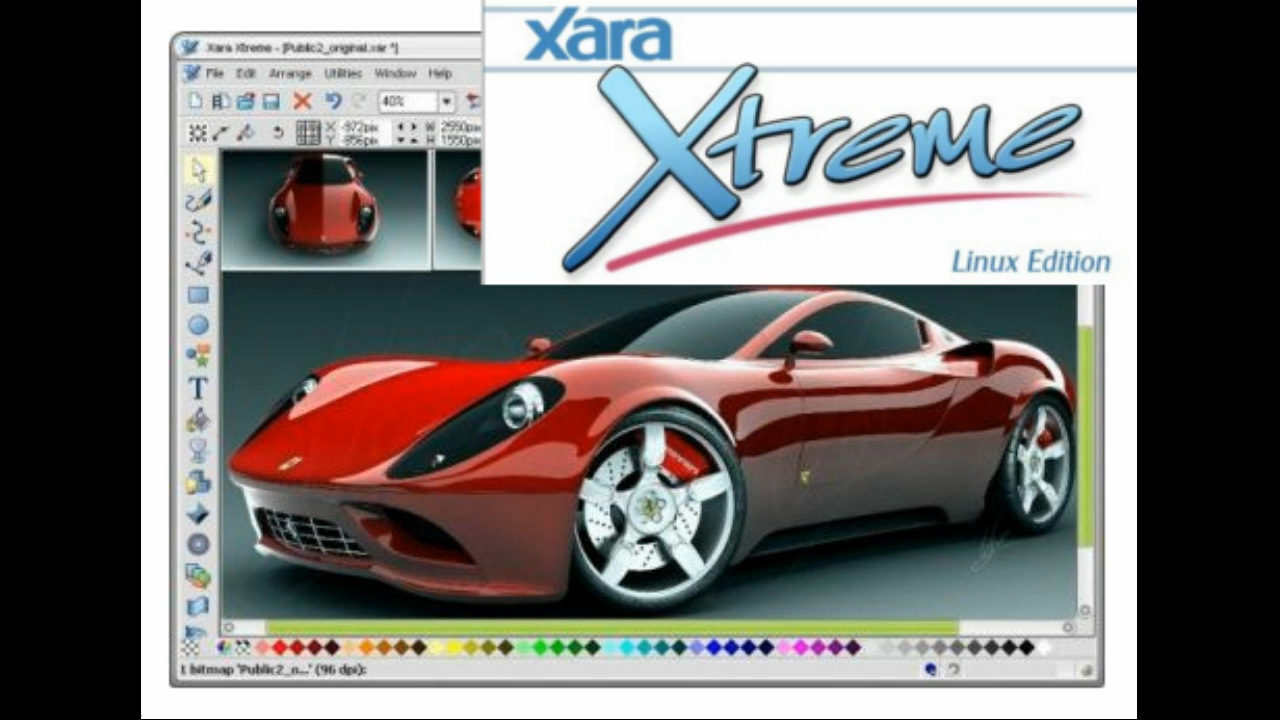 xara
Xtreme
Linux Edition
Xara Xtreme - [Public2_original.xar *]
File Edit Arrange Utilities Window Help
40%
X -972pix W 2550pix
Y -856pix H 1550pix
T
1 bitmap 'Public2_o...' (96 dpi):